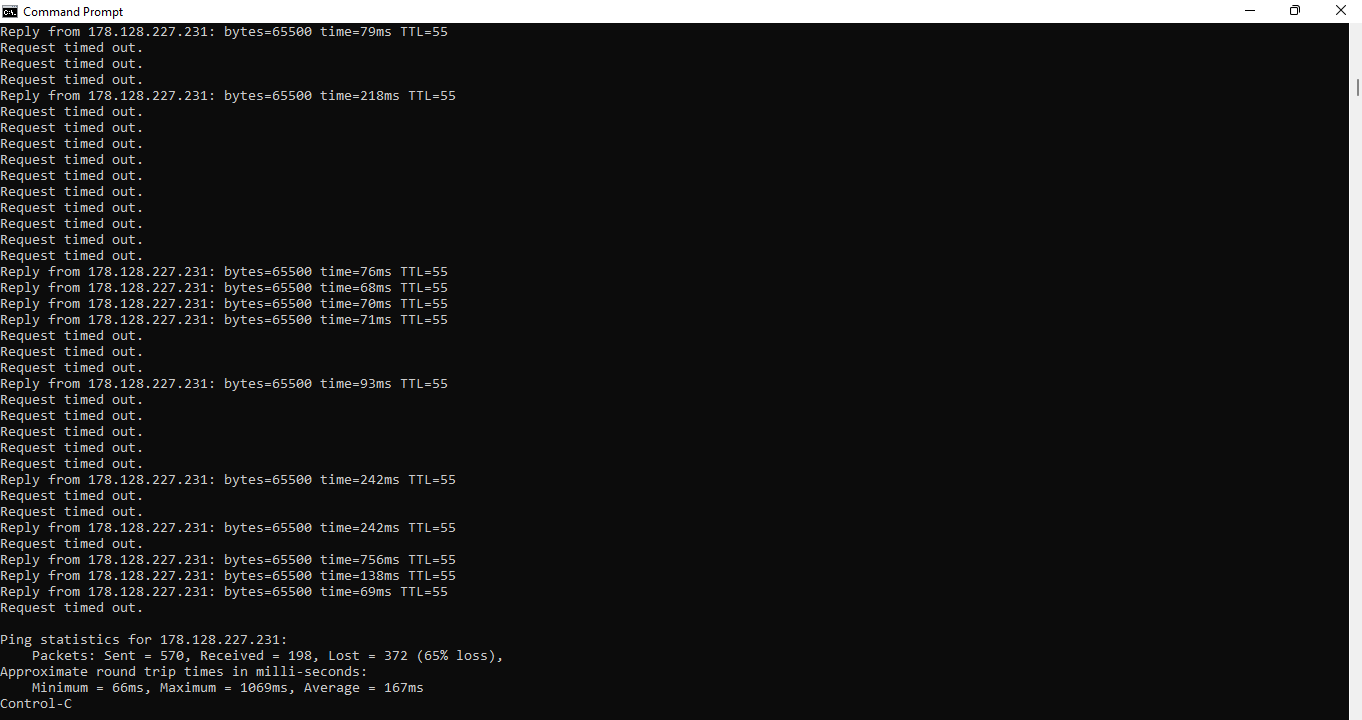 Command Prompt
Reply from 178.128.227.231: bytes=65500 time=79ms TTL=55
Request timed out.
Request timed out.
Request timed out.
Reply from 178.128.227.231: bytes=65500 time=218ms TTL=55
Request timed out.
Request timed out.
Request timed out.
Request timed out.
Request timed out.
Request timed out.
Request timed out.
Request timed out.
Request timed out.
Request timed out.
Reply from 178.128.227.231: bytes=65500 time=76ms TTL=55
Reply from 178.128.227.231: bytes=65500 time=68ms TTL=55
Reply from 178.128.227.231: bytes=65500 time=70ms TTL=55
Reply from 178.128.227.231: bytes=65500 time=71ms TTL=55
Request timed out.
Request timed out.
Request timed out.
Reply from 178.128.227.231: bytes=65500 time=93ms TTL=55
Request timed out.
Request timed out.
Request timed out.
Request timed out.
Request timed out.
Reply from 178.128.227.231: bytes=65500 time=242ms TTL=55
Request timed out.
Request timed out.
Reply from 178.128.227.231: bytes=65500 time=242ms TTL=55
Request timed out.
Reply from 178.128.227.231: bytes=65500 time=756ms TTL=55
Reply from 178.128.227.231: bytes=65500 time=138ms TTL=55
Reply from 178.128.227.231: bytes=65500 time=69ms TTL=55
Request timed out.
Ping statistics for 178.128.227.231:
Packets: Sent = 570, Received = 198, Lost = 372 (65% loss),
Approximate round trip times in milli-seconds:
Minimum = 66ms, Maximum = 1069ms, Average = 167ms
Control-C